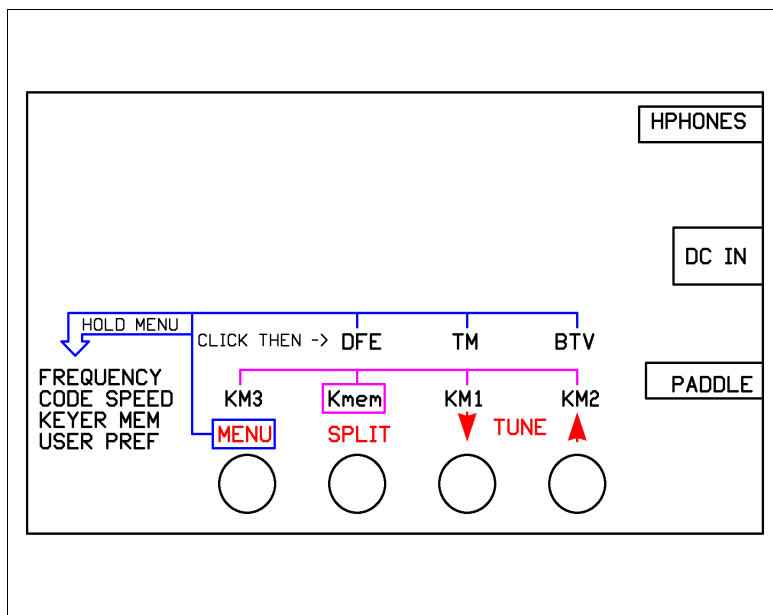 HPHONES
DC IN
HOLD MENU
CLICK THEN -> DFE TM BTV
FREQUENCY
CODE SPEED
KEYER MEM
USER PREF
PADDLE
KM3 Kmem KM1 KM2
MENU SPLIT TUNE